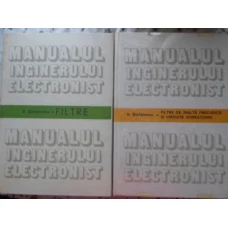 MANUALUL
INGINERULUI
ELECTRONIST
FILTRE
MANUALUL
INGINERULUI
ELECTRONIST
MANUALUL
INGINERULUI
ELECTRONIST
FILTRE DE ÎNALTĂ FRECVENȚĂ
MANUALUL
INGINERULUI
ELECTRONIST